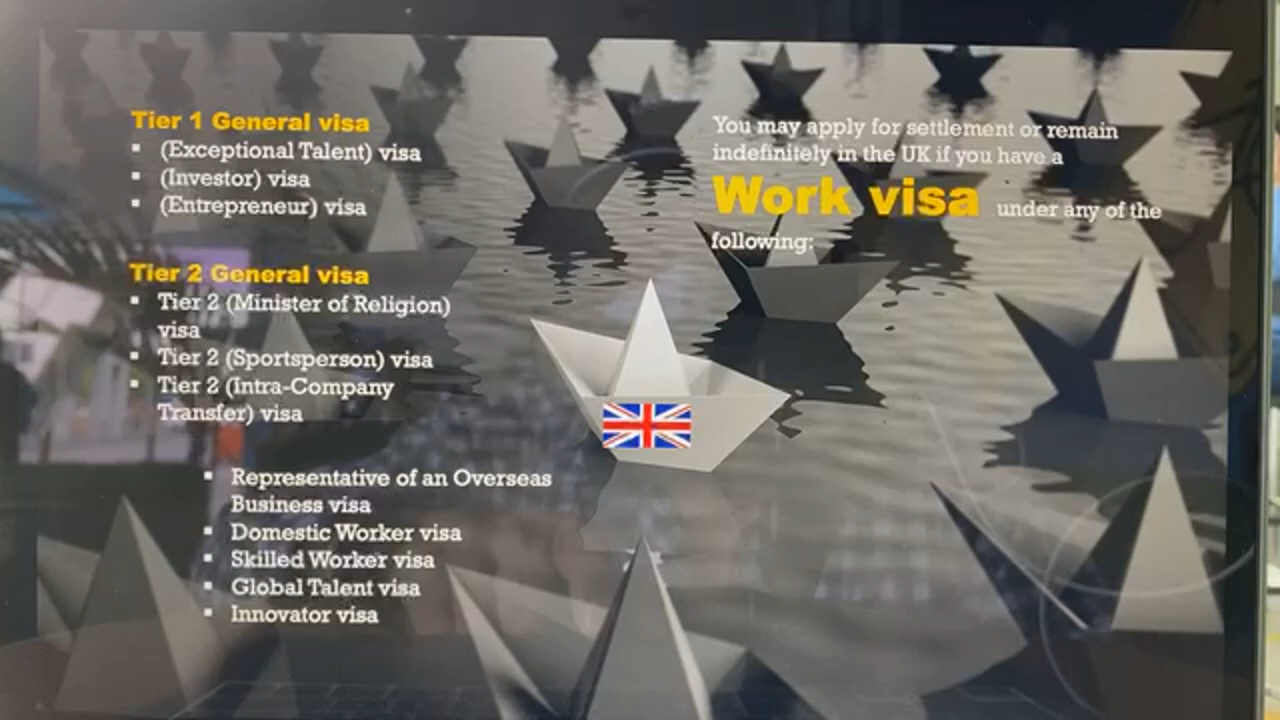 Tier 1 General visa
▪ (Exceptional Talent) visa
▪ (Investor) visa
▪ (Entrepreneur) visa
Tier 2 General visa
▪ Tier 2 (Minister of Religion)
visa
▪ Tier 2 (Sportsperson) visa
▪ Tier 2 (Intra-Company
Transfer) visa
▪ Representative of an Overseas
Business visa
▪ Domestic Worker visa
▪ Skilled Worker visa
▪ Global Talent visa
▪ Innovator visa
You may apply for settlement or remain
indefinitely in the UK if you have a
Work visa under any of the
following: